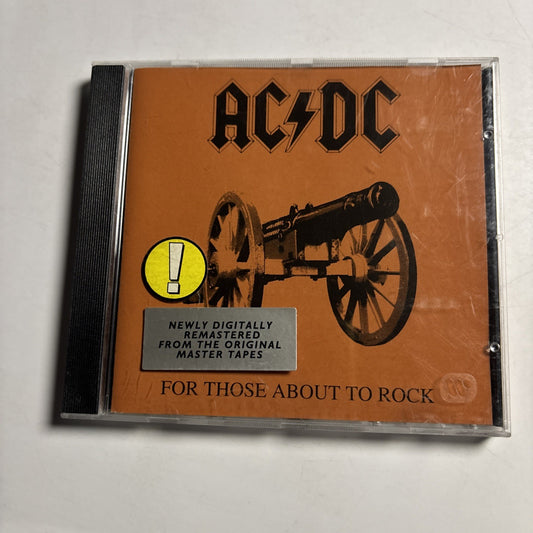 AC⚡DC
!
NEWLY DIGITALLY
REMASTERED
FROM THE ORIGINAL
MASTER TAPES
FOR THOSE ABOUT TO ROCK